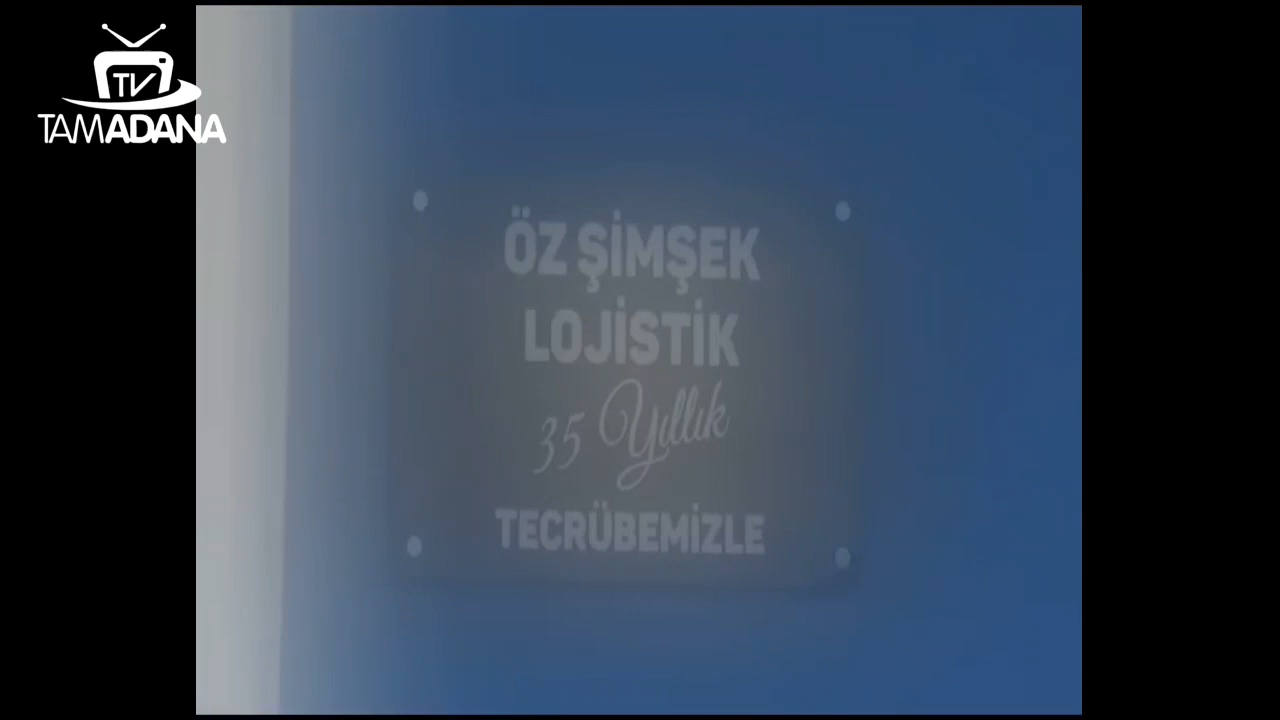 TV
TAMADANA
ÖZ ŞİMŞEK
LOJİSTİK
35 Yıllık
TECRÜBEMİZLE